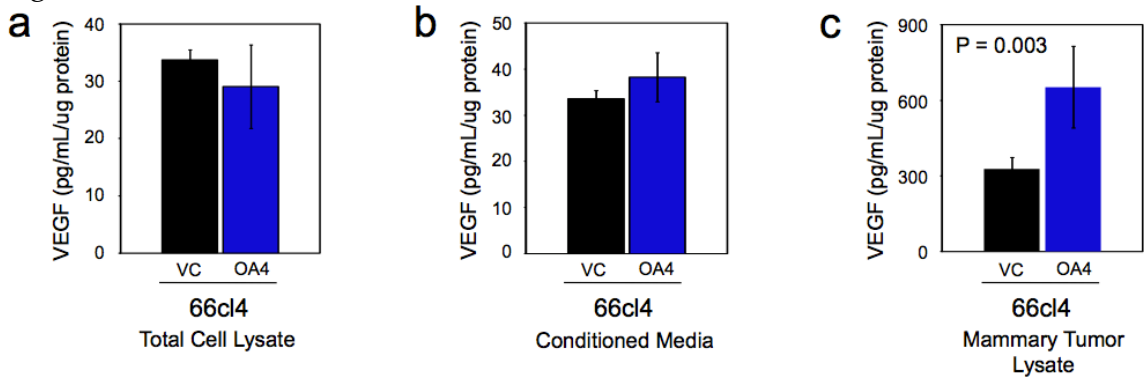 a
VEGF (pg/mL/ug protein)
40
30
30
10
0
VC OA4
66cl4
Total Cell Lysate
b
VEGF (pg/mL/ug protein)
50
40
30
30
10
0
VC OA4
66cl4
Conditioned Media
c
VEGF (pg/mL/ug protein)
900
600
300
0
P = 0.003
VC OA4
66cl4
Mammary Tumor
Lysate